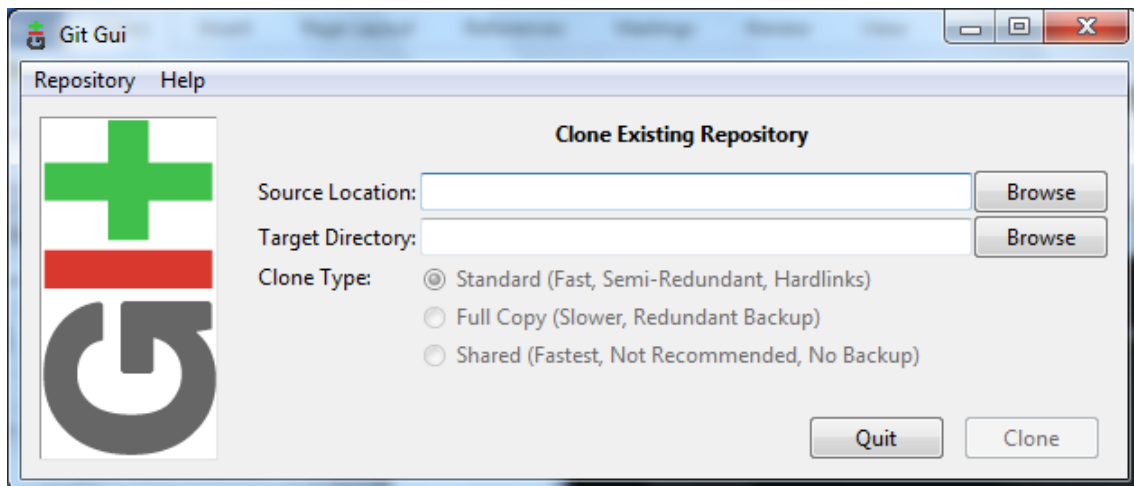 Git Gui
Repository Help
Clone Existing Repository
Source Location: Browse
Target Directory: Browse
Clone Type: Standard (Fast, Semi-Redundant, Hardlinks)
Full Copy (Slower, Redundant Backup)
Shared (Fastest, Not Recommended, No Backup)
Quit Clone